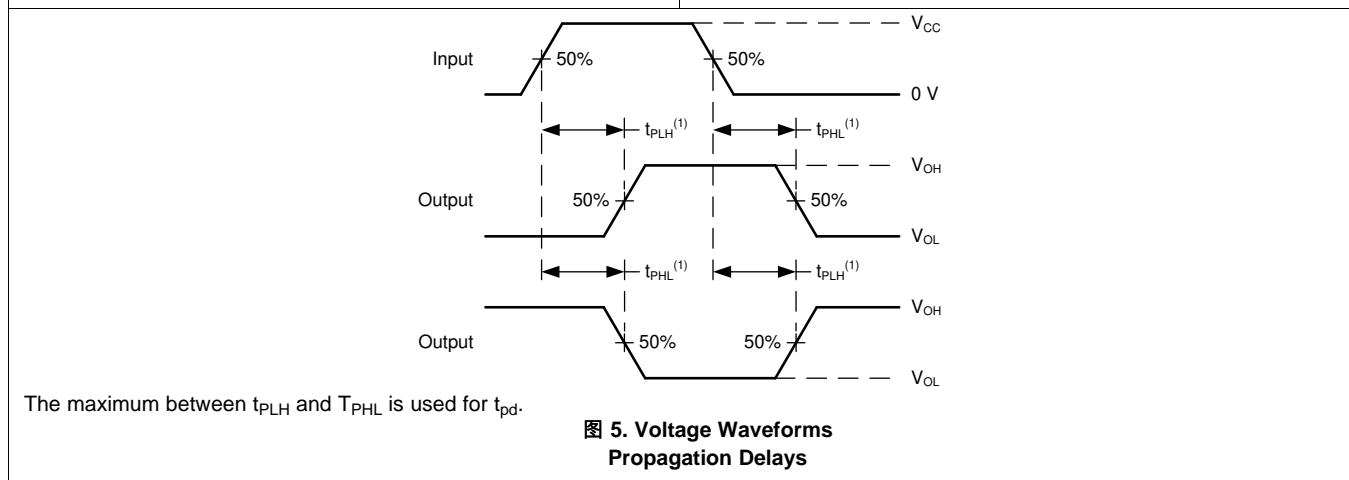 V_CC
Input 50% 50%
0 V
t_PLH^(1) t_PHL^(1)
V_OH
Output 50% 50%
V_OL
t_PHL^(1) t_PLH^(1)
V_OH
Output 50% 50%
V_OL
The maximum between t_PLH and T_PHL is used for t_pd.
图 5. Voltage Waveforms
Propagation Delays